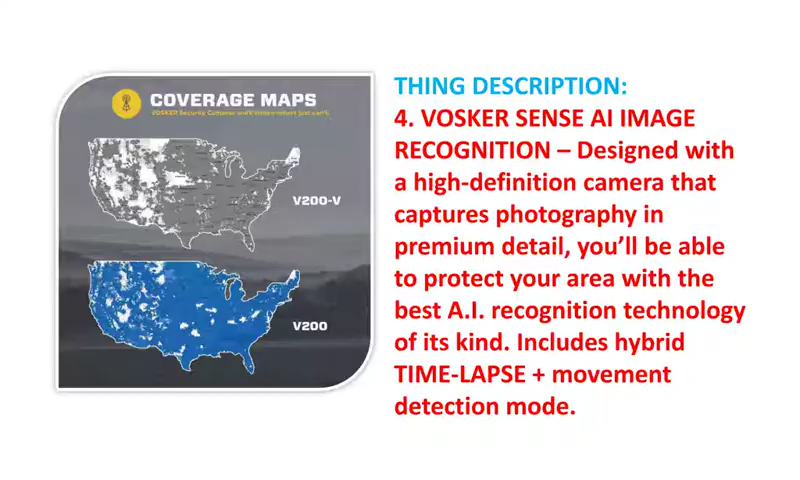 COVERAGE MAPS
V200-V
V200
THING DESCRIPTION:
4. VOSKER SENSE AI IMAGE
RECOGNITION – Designed with
a high-definition camera that
captures photography in
premium detail, you’ll be able
to protect your area with the
best A.I. recognition technology
of its kind. Includes hybrid
TIME-LAPSE + movement
detection mode.